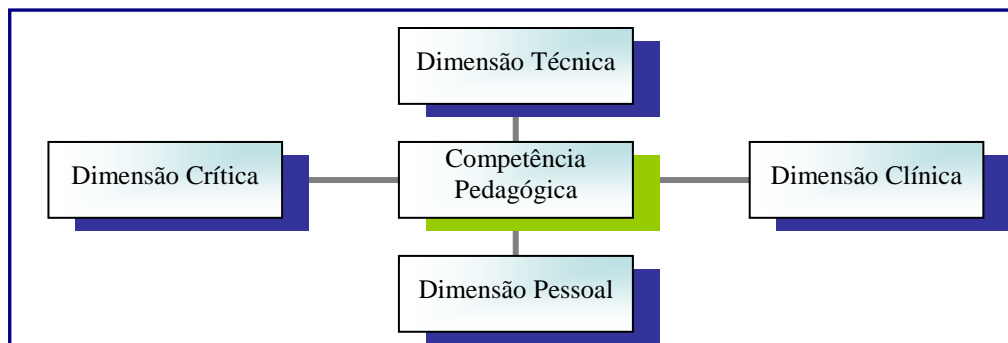 Dimensão Técnica
Dimensão Crítica
Competência
Pedagógica
Dimensão Clínica
Dimensão Pessoal